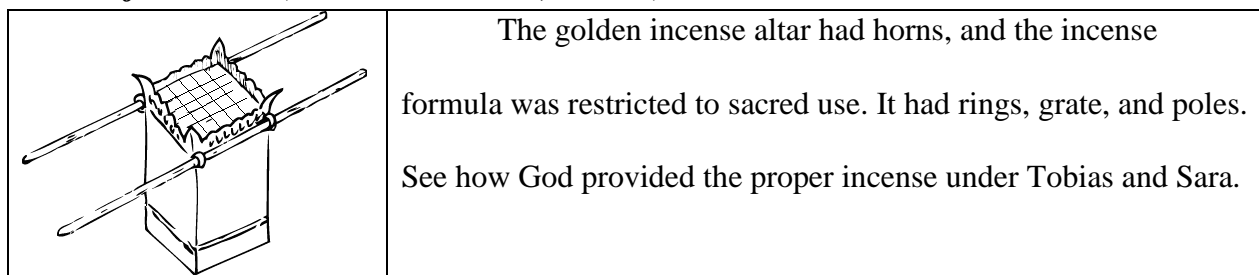 The golden incense altar had horns, and the incense
formula was restricted to sacred use. It had rings, grate, and poles.
See how God provided the proper incense under Tobias and Sara.